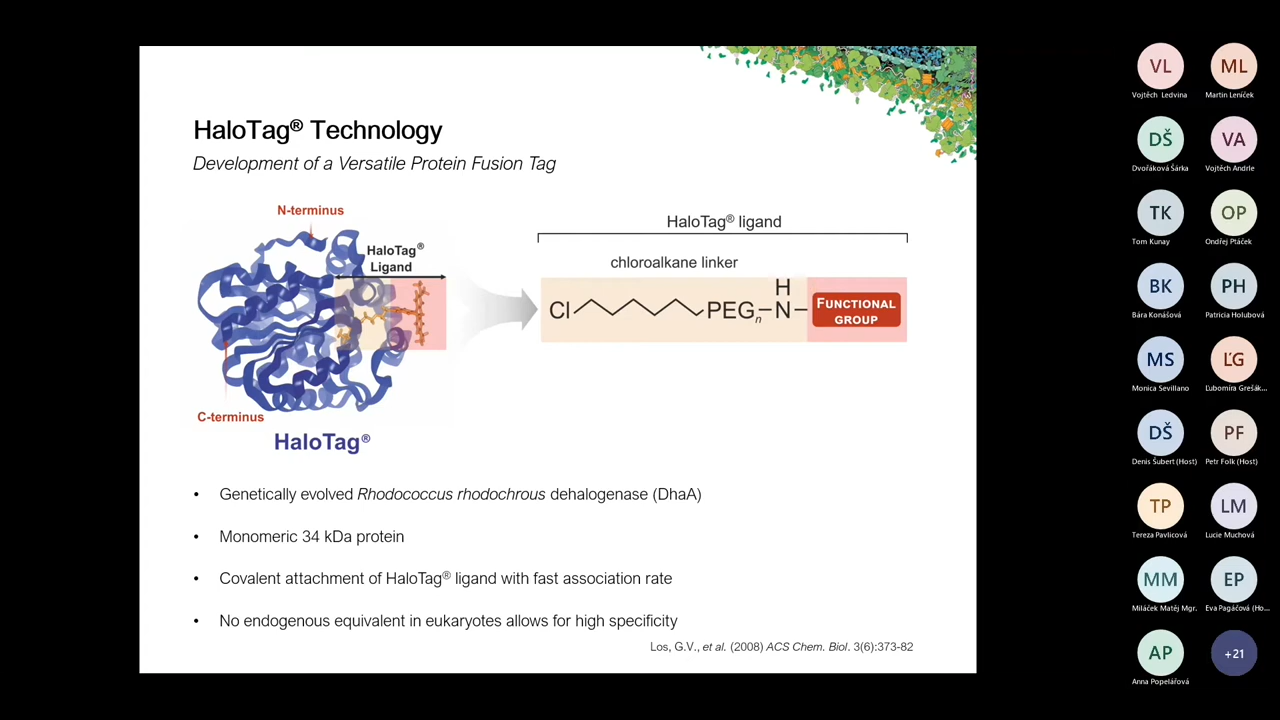 HaloTag® Technology
Development of a Versatile Protein Fusion Tag
N-terminus
HaloTag®
Ligand
C-terminus
HaloTag®
HaloTag® ligand
chloroalkane linker
H
Cl PEGn–N–
FUNCTIONAL
GROUP
• Genetically evolved Rhodococcus rhodochrous dehalogenase (DhaA)
• Monomeric 34 kDa protein
• Covalent attachment of HaloTag® ligand with fast association rate
• No endogenous equivalent in eukaryotes allows for high specificity
Los, G.V., et al. (2008) ACS Chem. Biol. 3(6):373-82
VL ML
Vojtěch Ledvina Martin Leníček
DŠ VA
Dvořáková Šárka Vojtěch Andrle
TK OP
Tom Kunay Ondřej Ptáček
BK PH
Bára Konášová Patricia Holubová
MS ĽG
Monica Sevillano Ľubomíra Grešák...
DŠ PF
Denis Šubert (Host) Petr Folk (Host)
TP LM
Tereza Pavlicová Lucie Muchová
MM EP
Miláček Matěj Mgr. Eva Pagáčová (Ho...
AP +21
Anna Popelářová